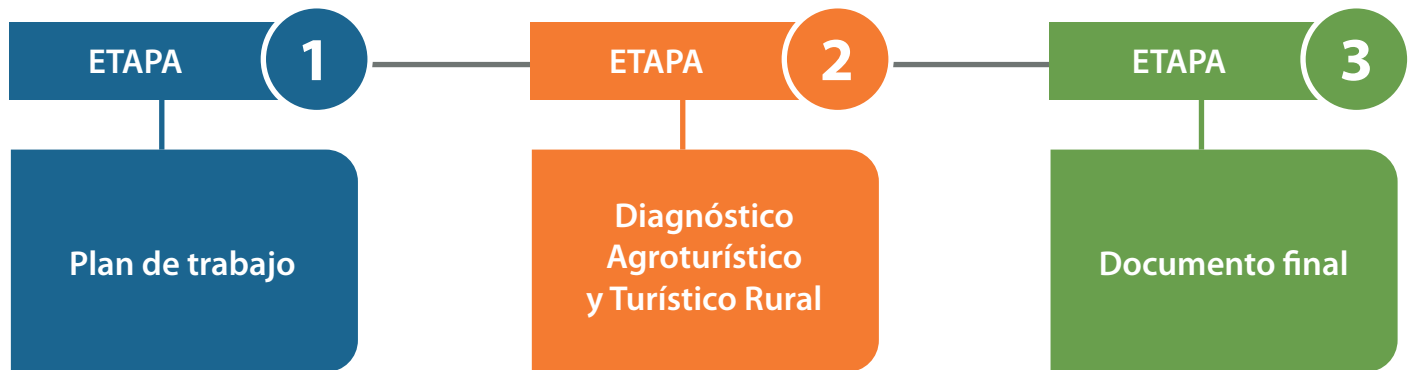 ETAPA 1
ETAPA 2
ETAPA 3
Plan de trabajo
Diagnóstico
Agroturístico
y Turístico Rural
Documento final